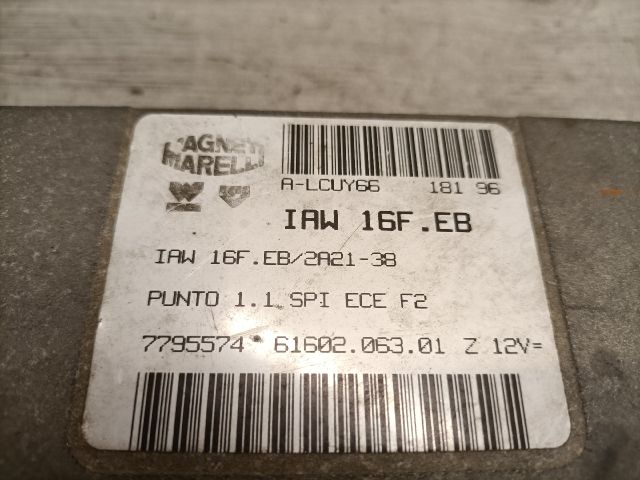 MAGNETI
MARELLI
A-LCUY66 181 96
IAW 16F.EB
IAW 16F.EB/2A21-38
PUNTO 1.1 SPI ECE F2
7795574* 61602.063.01 Z 12V=